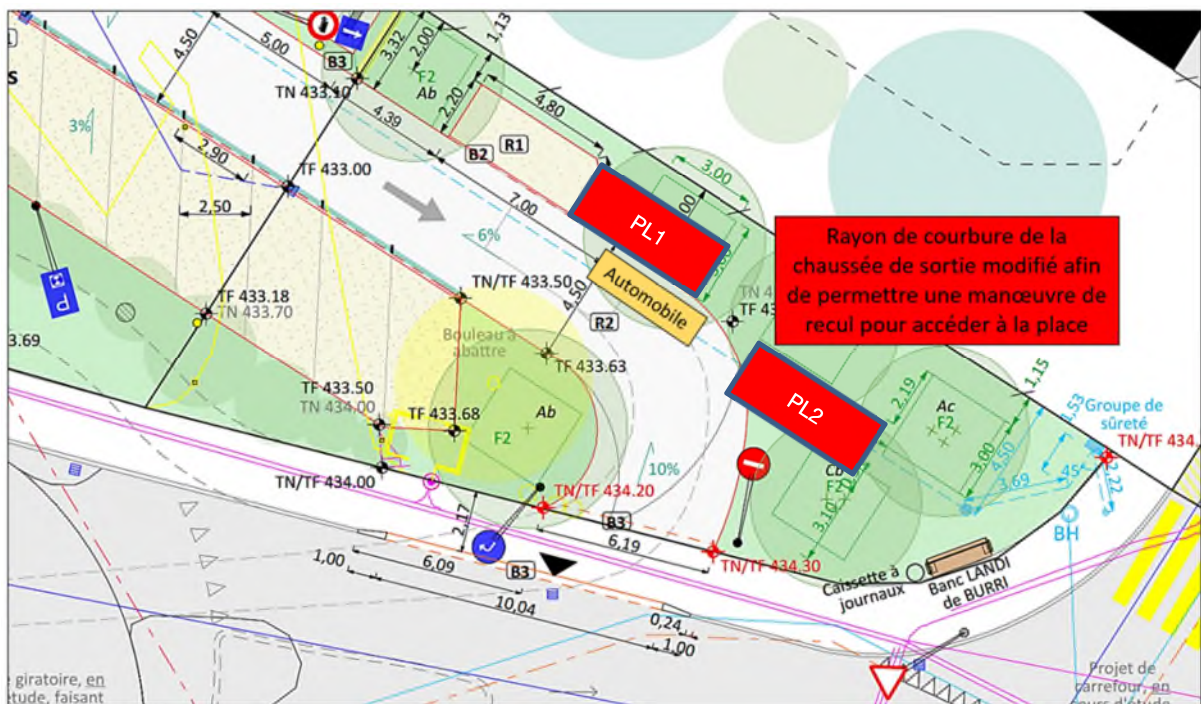 4,50
5,00
B3
TN 433.10
3,32
2,00
1,13
F2
Ab
2,20
4,80
S
3%
4,39
B2
R1
2,90
TF 433.00
2,50
7,00
3,00
PL1
6%
Automobile
Rayon de courbure de la
chaussée de sortie modifié afin
de permettre une manœuvre de
recul pour accéder à la place
P
TF 433.18
TN 433.70
TN/TF 433.50
4,50
R2
Bouleau à
abattre
TF 433.63
3.69
TF 433.50
TN 434.00
TF 433.68
Ab
F2
PL2
2,19
Ac
F2
1,15
3,00
1,53
4,50
Groupe de
sûreté
TN/TF 434.
45°
3,69
2,22
BH
Cb
F2
3,10
10%
TN/TF 434.00
TN/TF 434.20
B3
2,17
6,19
TN/TF 434.30
B3
1,00
6,09
10,04
0,24
1,00
Caissette à
journaux
Banc LANDI
de BURRI
e giratoire, en
étude, faisant
Projet de
carrefour, en
cours d'étude